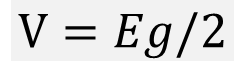 V = Eg/2